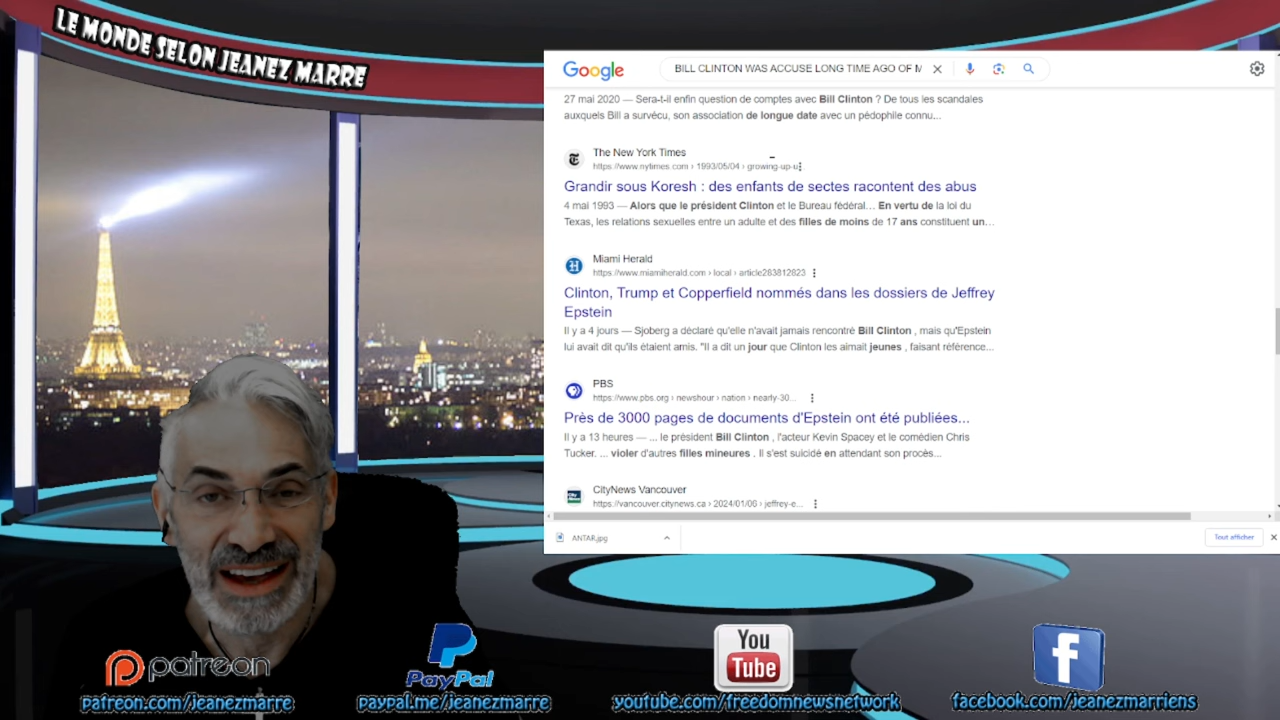 LE MONDE SELON JEANEZ MARRE
Google
BILL CLINTON WAS ACCUSE LONG TIME AGO OF M
27 mai 2020 — Sera-t-il enfin question de comptes avec Bill Clinton ? De tous les scandales
auxquels Bill a survécu, son association de longue date avec un pédophile connu...
The New York Times
https://www.nytimes.com › 1993/05/04 › growing-up-u
Grandir sous Koresh : des enfants de sectes racontent des abus
4 mai 1993 — Alors que le président Clinton et le Bureau fédéral… En vertu de la loi du
Texas, les relations sexuelles entre un adulte et des filles de moins de 17 ans constituent un…
Miami Herald
https://www.miamiherald.com › local › article283812823
Clinton, Trump et Copperfield nommés dans les dossiers de Jeffrey
Epstein
Il y a 4 jours — Sjoberg a déclaré qu'elle n'avait jamais rencontré Bill Clinton , mais qu'Epstein
lui avait dit qu'ils étaient amis. "Il a dit un jour que Clinton les aimait jeunes , faisant référence...
PBS
https://www.pbs.org › newshour › nation › nearly-30...
Près de 3000 pages de documents d'Epstein ont été publiées...
Il y a 13 heures — ... le président Bill Clinton , l'acteur Kevin Spacey et le comédien Chris
Tucker. ... violer d'autres filles mineures . Il s'est suicidé en attendant son procès...
CityNews Vancouver
https://vancouver.citynews.ca › 2024/01/06 › jeffrey-e...
ANTAR.jpg
Tout afficher
patreon
PayPal
You
Tube
f
patreon.com/jeanezmarre
paypal.me/jeanezmarre
youtube.com/freedomnewsnetwork
facebook.com/jeanezmarriens